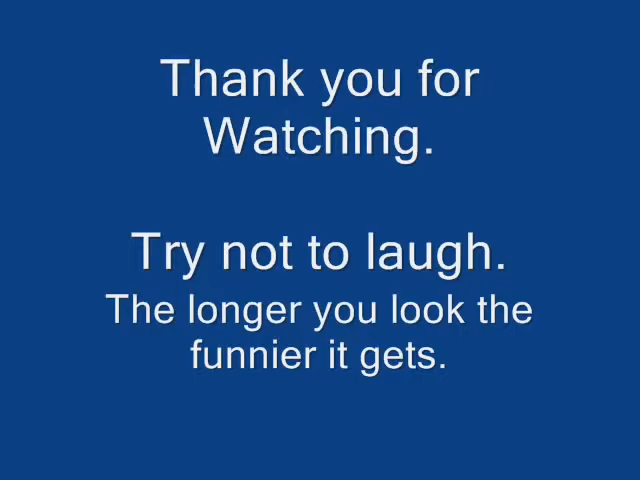 Thank you for
Watching.
Try not to laugh.
The longer you look the
funnier it gets.